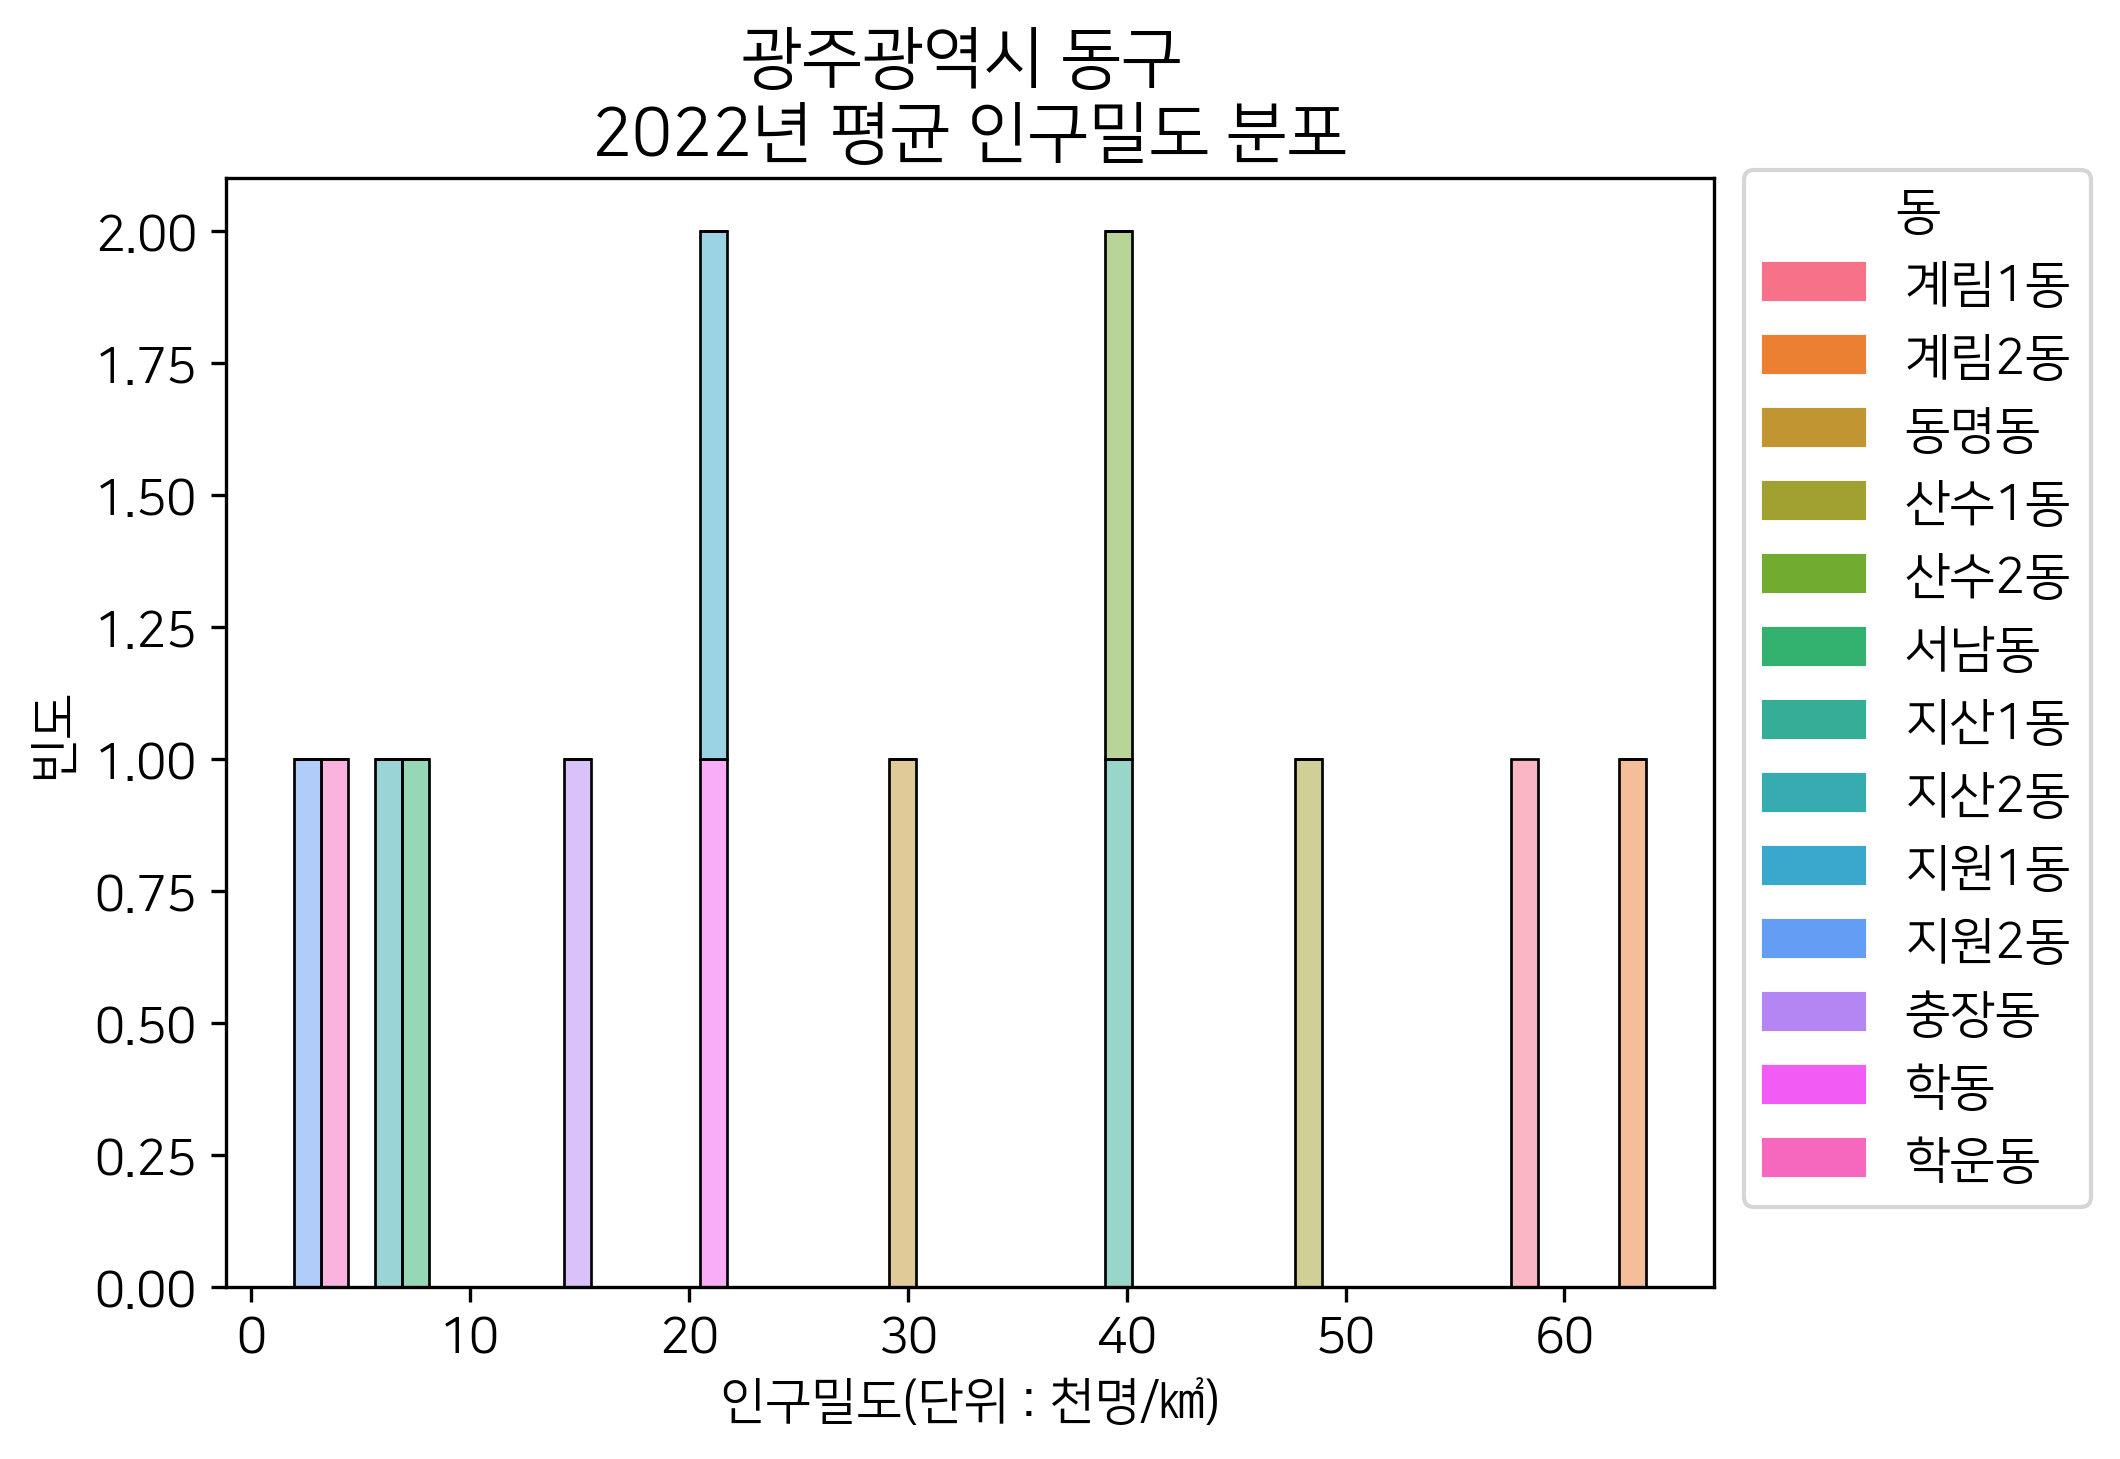 광주광역시 동구
2022년 평균 인구밀도 분포
2.00
1.75
1.50
1.25
1.00
0.75
0.50
0.25
0.00
빈도
0 10 20 30 40 50 60
인구밀도(단위 : 천명/㎢)
동
계림1동
계림2동
동명동
산수1동
산수2동
서남동
지산1동
지산2동
지원1동
지원2동
충장동
학동
학운동